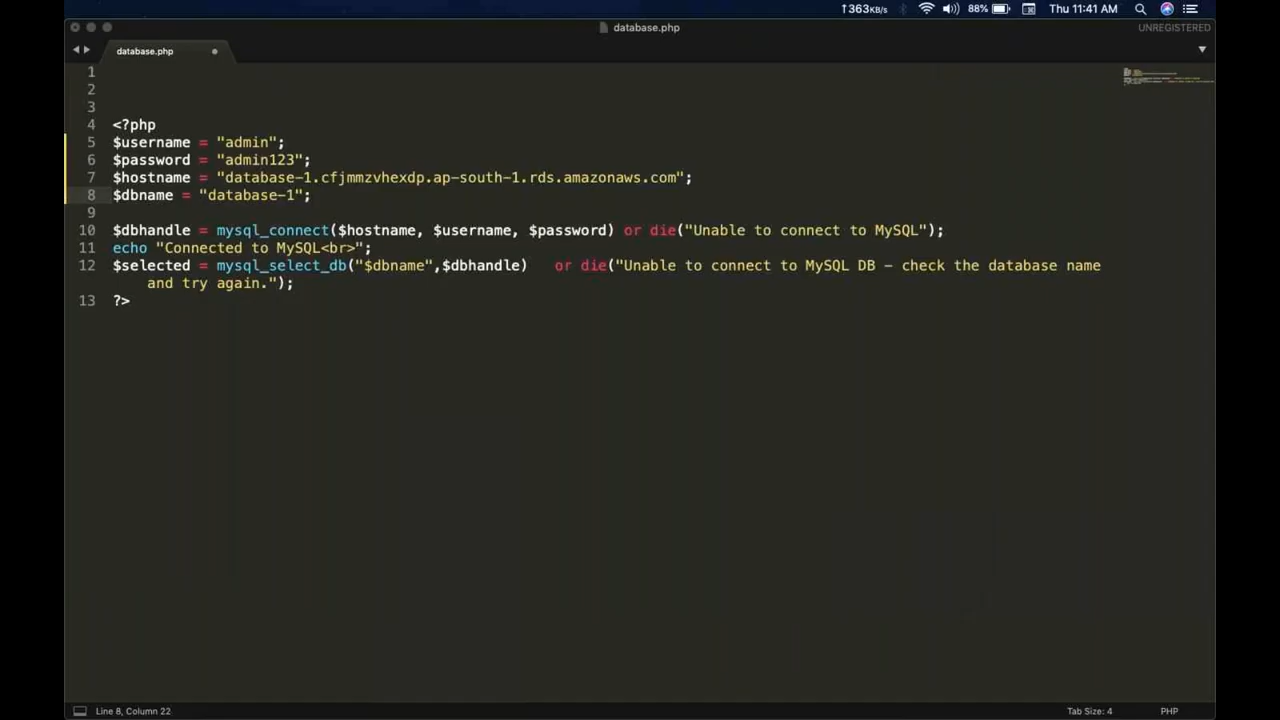 ↑363KB/s 88% Thu 11:41 AM
database.php UNREGISTERED
database.php
1
2
3
4 <?php
5 $username = "admin";
6 $password = "admin123";
7 $hostname = "database-1.cfjmmzvhexdp.ap-south-1.rds.amazonaws.com";
8 $dbname = "database-1";
9
10 $dbhandle = mysql_connect($hostname, $username, $password) or die("Unable to connect to MySQL");
11 echo "Connected to MySQL<br>";
12 $selected = mysql_select_db("$dbname",$dbhandle)   or die("Unable to connect to MySQL DB - check the database name
and try again.");
13 ?>
Line 8, Column 22 Tab Size: 4 PHP